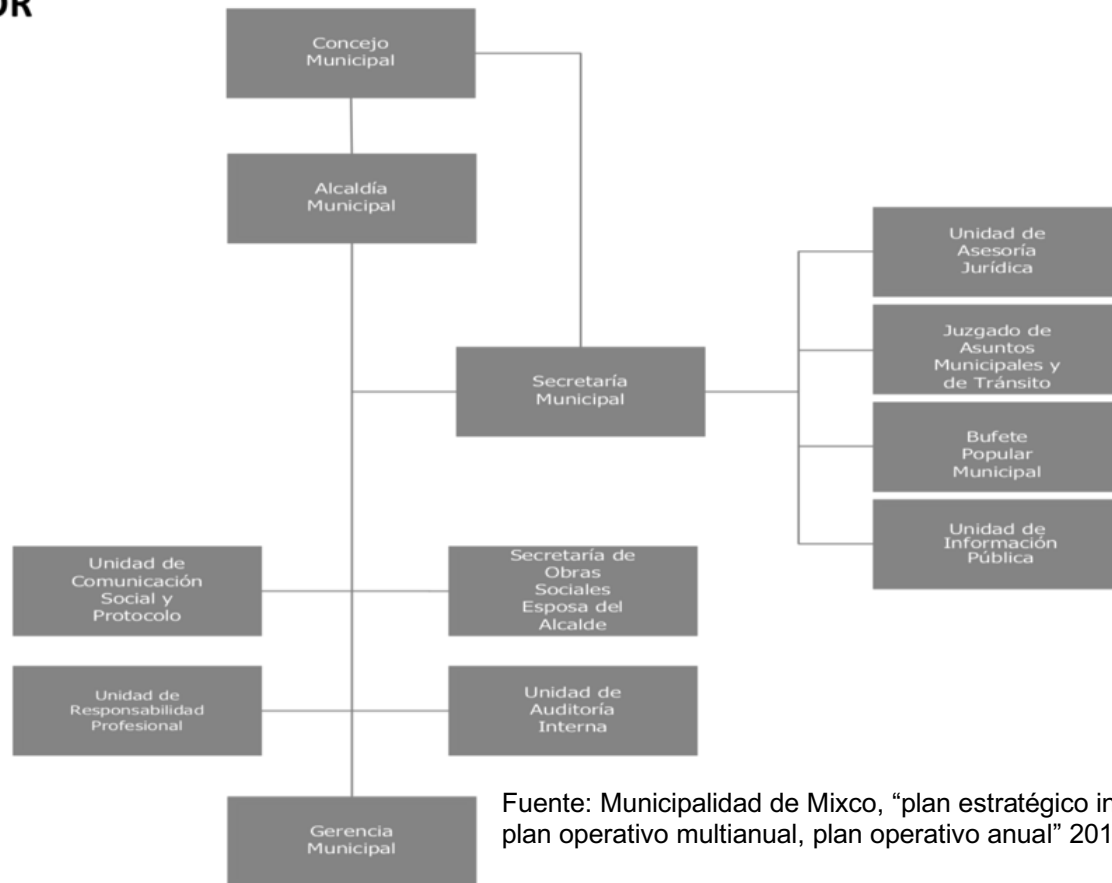 Concejo
Municipal
Alcaldía
Municipal
Unidad de
Asesoría
Jurídica
Juzgado de
Asuntos
Municipales y
de Tránsito
Secretaría
Municipal
Bufete
Popular
Municipal
Unidad de
Información
Pública
Unidad de
Comunicación
Social y
Protocolo
Secretaría de
Obras
Sociales
Esposa del
Alcalde
Unidad de
Responsabilidad
Profesional
Unidad de
Auditoría
Interna
Gerencia
Municipal
Fuente: Municipalidad de Mixco, “plan estratégico
plan operativo multianual, plan operativo anual”